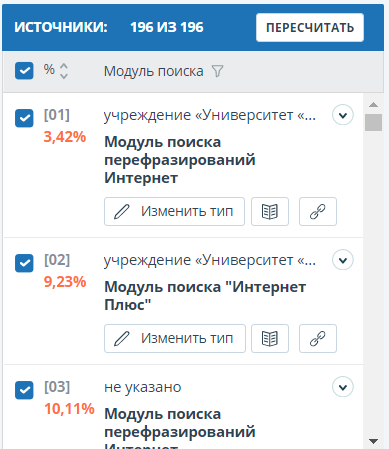 ИСТОЧНИКИ: 196 ИЗ 196 ПЕРЕСЧИТАТЬ
% Модуль поиска
[01] учреждение «Университет «...
3,42% Модуль поиска
перефразирований
Интернет
Изменить тип
[02] учреждение «Университет «...
9,23% Модуль поиска "Интернет
Плюс"
Изменить тип
[03] не указано
10,11% Модуль поиска
перефразирований
Интернет